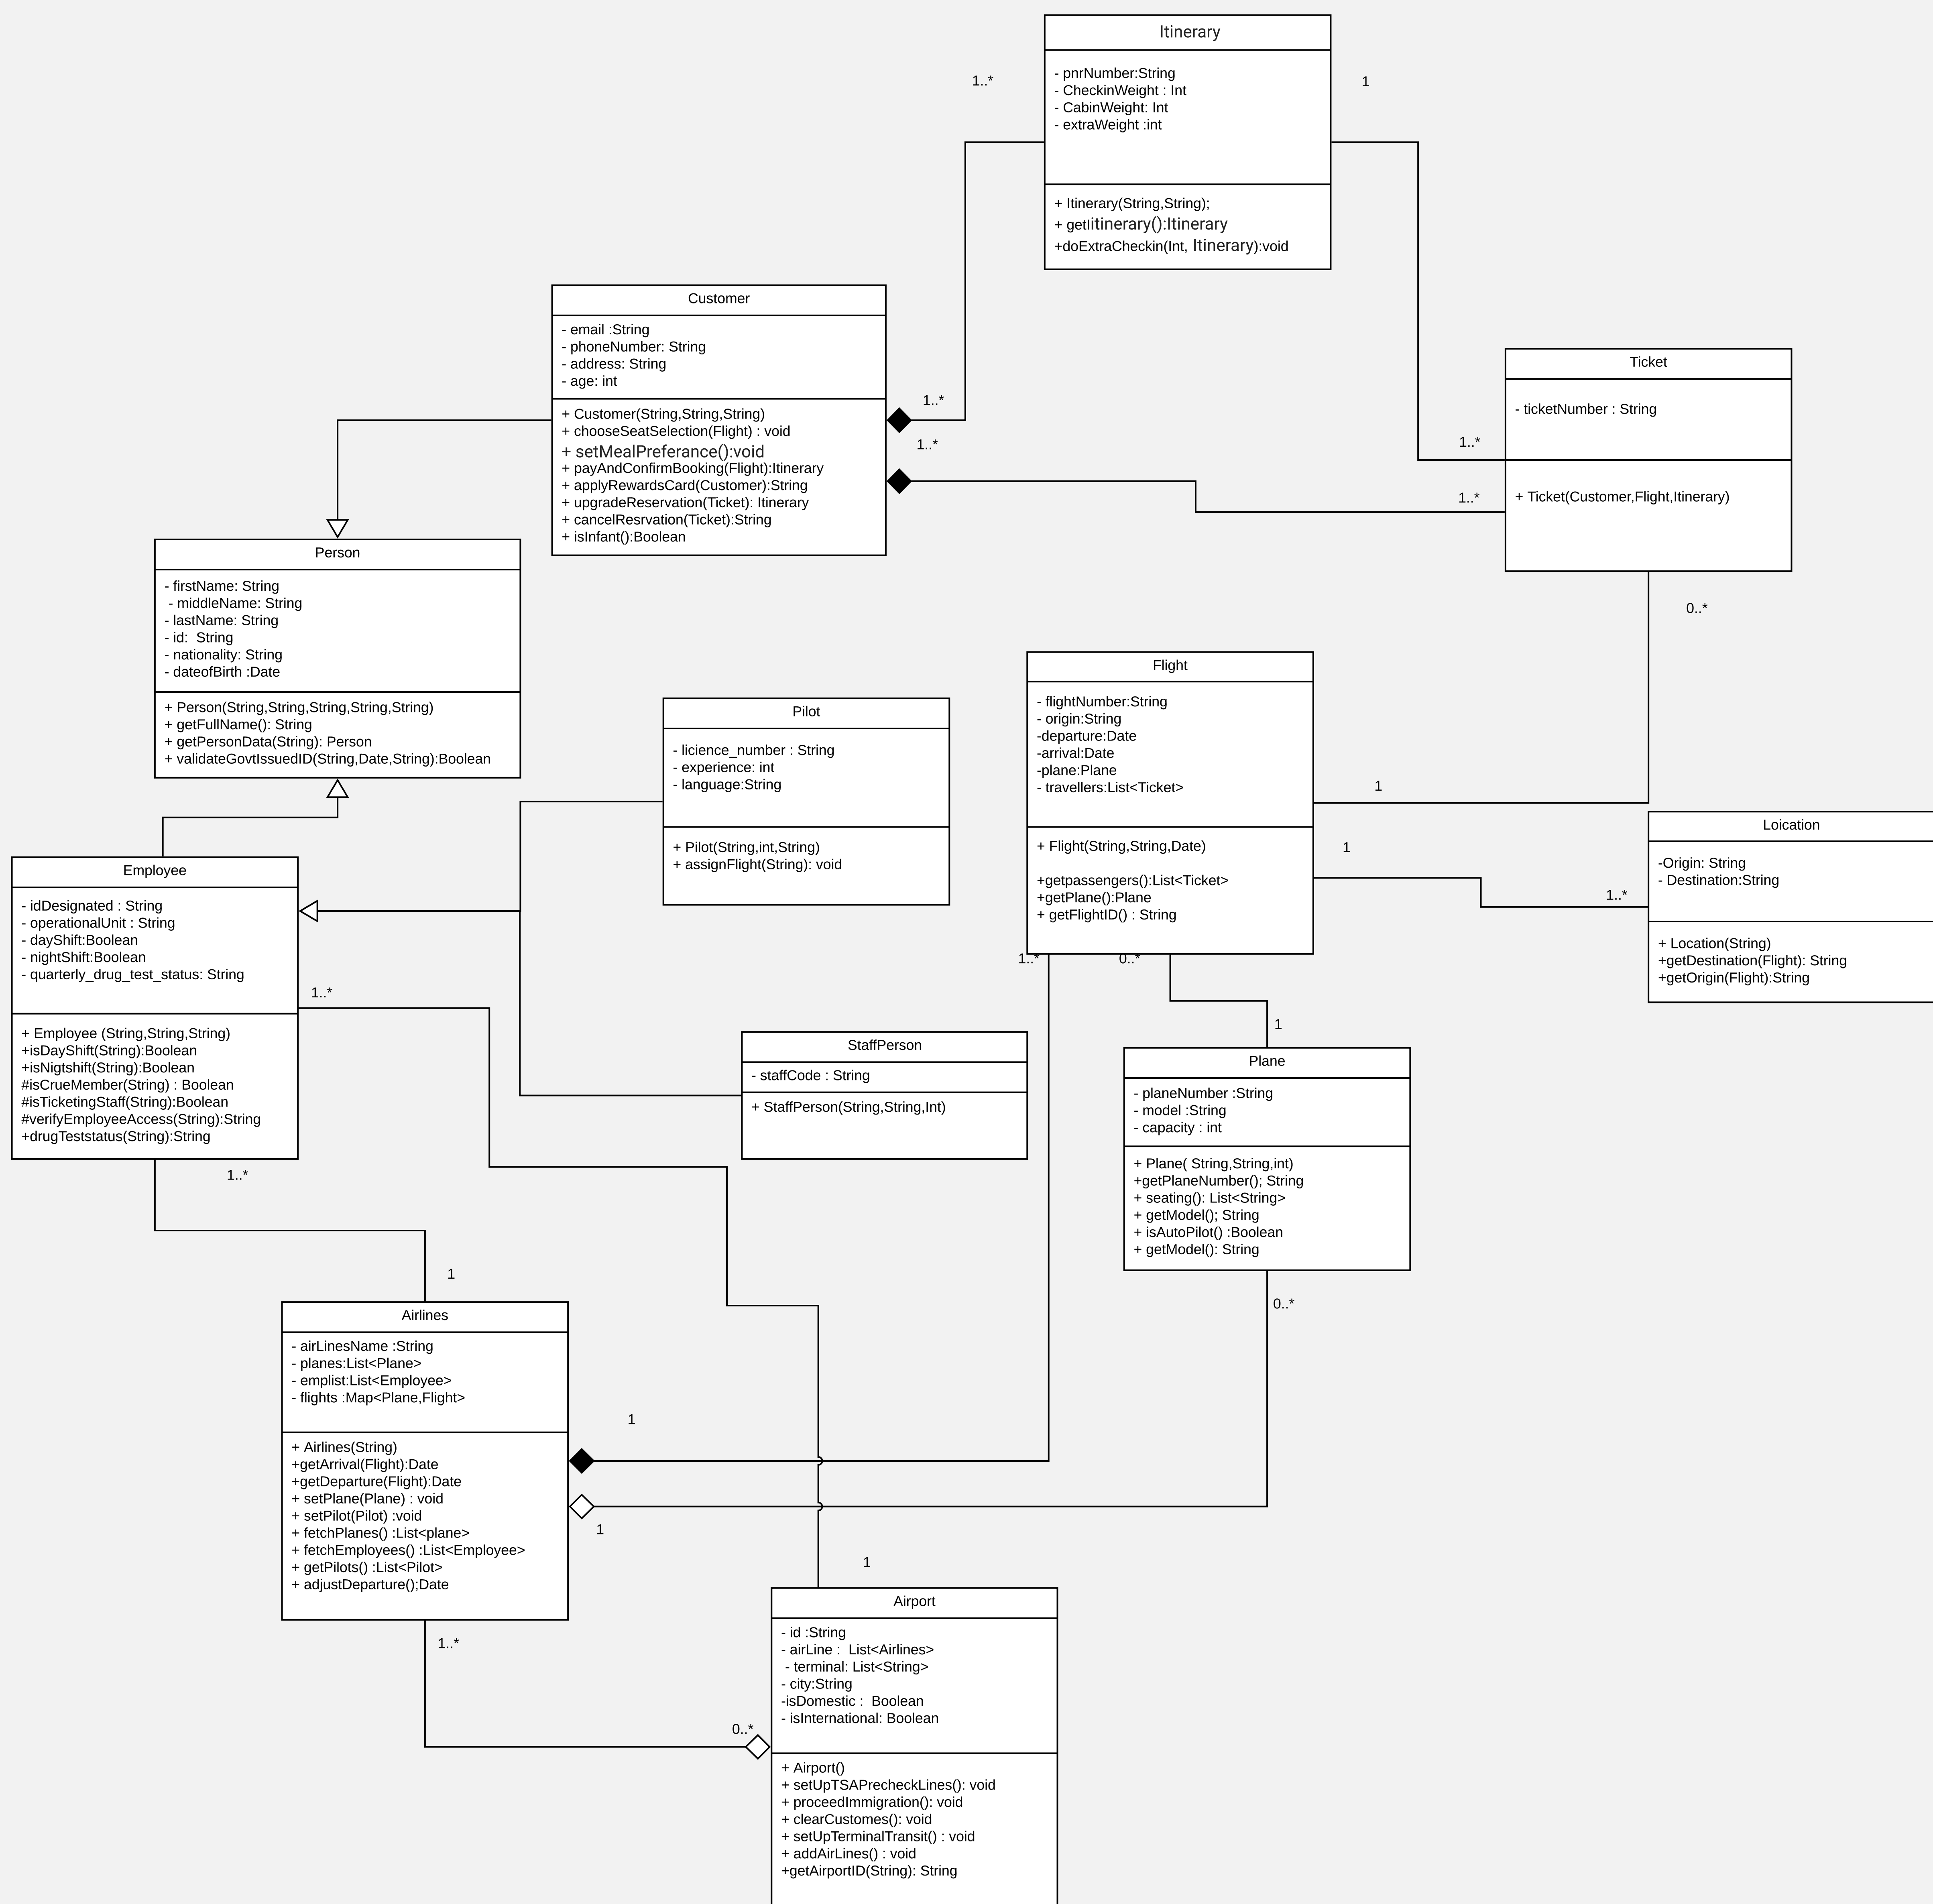 Itinerary
- pnrNumber:String
- CheckinWeight : Int
- CabinWeight: Int
- extraWeight :int
+ Itinerary(String,String);
+ getIitinerary():Itinerary
+doExtraCheckin(Int, Itinerary):void
1..*
1
Customer
- email :String
- phoneNumber: String
- address: String
- age: int
+ Customer(String,String,String)
+ chooseSeatSelection(Flight) : void
+ setMealPreferance():void
+ payAndConfirmBooking(Flight):Itinerary
+ applyRewardsCard(Customer):String
+ upgradeReservation(Ticket): Itinerary
+ cancelResrvation(Ticket):String
+ isInfant():Boolean
1..*
1..*
Ticket
- ticketNumber : String
+ Ticket(Customer,Flight,Itinerary)
1..*
1..*
0..*
Person
- firstName: String
- middleName: String
- lastName: String
- id:  String
- nationality: String
- dateofBirth :Date
+ Person(String,String,String,String,String)
+ getFullName(): String
+ getPersonData(String): Person
+ validateGovtIssuedID(String,Date,String):Boolean
Pilot
- licience_number : String
- experience: int
- language:String
+ Pilot(String,int,String)
+ assignFlight(String): void
Flight
- flightNumber:String
- origin:String
-departure:Date
-arrival:Date
-plane:Plane
- travellers:List<Ticket>
+ Flight(String,String,Date)
+getpassengers():List<Ticket>
+getPlane():Plane
+ getFlightID() : String
1
1
1..*
1..*
0..*
Loication
-Origin: String
- Destination:String
+ Location(String)
+getDestination(Flight): String
+getOrigin(Flight):String
Employee
- idDesignated : String
- operationalUnit : String
- dayShift:Boolean
- nightShift:Boolean
- quarterly_drug_test_status: String
+ Employee (String,String,String)
+isDayShift(String):Boolean
+isNigtshift(String):Boolean
#isCrueMember(String) : Boolean
#isTicketingStaff(String):Boolean
#verifyEmployeeAccess(String):String
+drugTeststatus(String):String
1..*
1..*
StaffPerson
- staffCode : String
+ StaffPerson(String,String,Int)
1
Plane
- planeNumber :String
- model :String
- capacity : int
+ Plane( String,String,int)
+getPlaneNumber(); String
+ seating(): List<String>
+ getModel(); String
+ isAutoPilot() :Boolean
+ getModel(): String
0..*
1
Airlines
- airLinesName :String
- planes:List<Plane>
- emplist:List<Employee>
- flights :Map<Plane,Flight>
+ Airlines(String)
+getArrival(Flight):Date
+getDeparture(Flight):Date
+ setPlane(Plane) : void
+ setPilot(Pilot) :void
+ fetchPlanes() :List<plane>
+ fetchEmployees() :List<Employee>
+ getPilots() :List<Pilot>
+ adjustDeparture();Date
1
1
1..*
0..*
1
Airport
- id :String
- airLine :  List<Airlines>
- terminal: List<String>
- city:String
-isDomestic :  Boolean
- isInternational: Boolean
+ Airport()
+ setUpTSAPrecheckLines(): void
+ proceedImmigration(): void
+ clearCustomes(): void
+ setUpTerminalTransit() : void
+ addAirLines() : void
+getAirportID(String): String